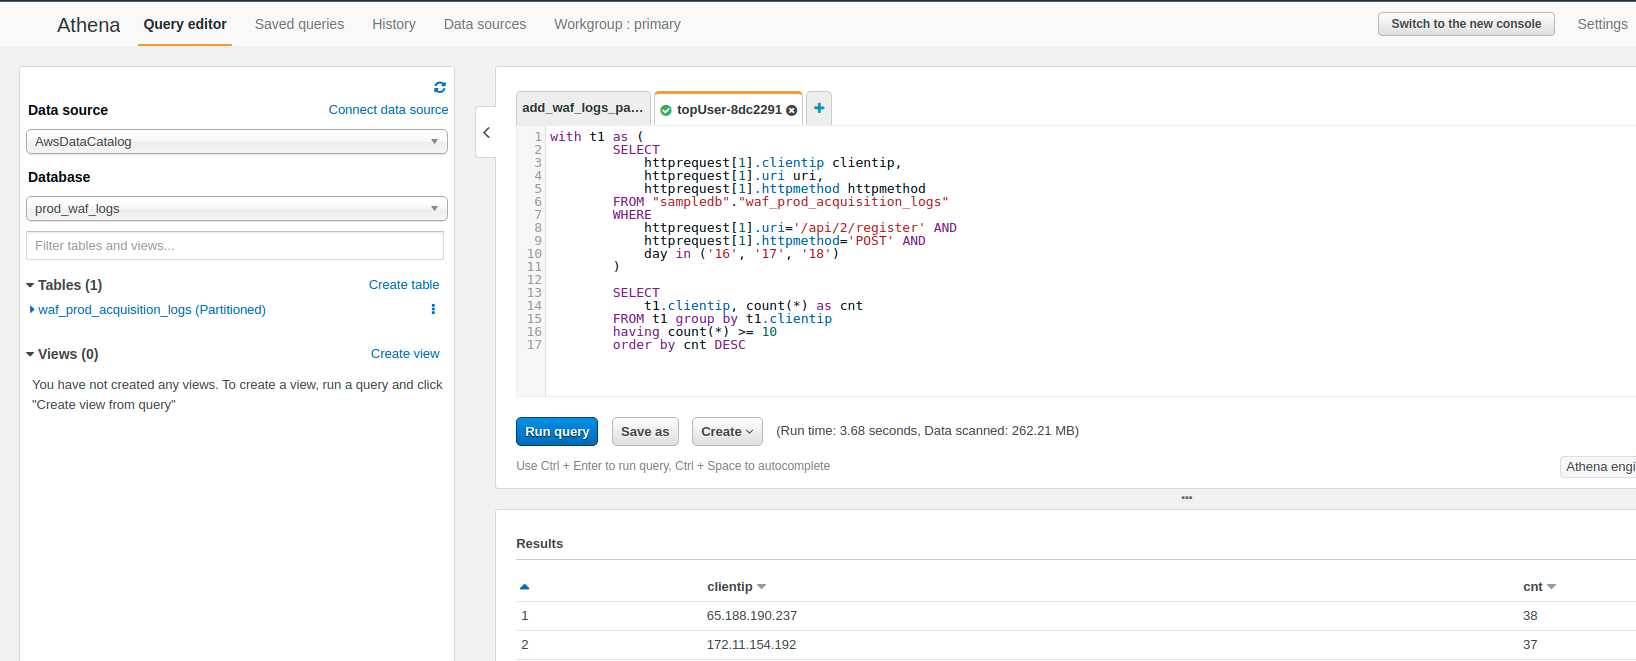 Athena Query editor Saved queries History Data sources Workgroup : primary Switch to the new console Settings
Data source Connect data source
AwsDataCatalog
Database
prod_waf_logs
Filter tables and views...
Tables (1) Create table
waf_prod_acquisition_logs (Partitioned)
Views (0) Create view
You have not created any views. To create a view, run a query and click
"Create view from query"
add_waf_logs_pa... topUser-8dc2291
1 with t1 as (
2 SELECT
3 httprequest[1].clientip clientip,
4 httprequest[1].uri uri,
5 httprequest[1].httpmethod httpmethod
6 FROM "sampledb"."waf_prod_acquisition_logs"
7 WHERE
8 httprequest[1].uri='/api/2/register' AND
9 httprequest[1].httpmethod='POST' AND
10 day in ('16', '17', '18')
11 )
12
13 SELECT
14 t1.clientip, count(*) as cnt
15 FROM t1 group by t1.clientip
16 having count(*) >= 10
17 order by cnt DESC
Run query Save as Create (Run time: 3.68 seconds, Data scanned: 262.21 MB)
Use Ctrl + Enter to run query, Ctrl + Space to autocomplete
Athena engi
Results
clientip cnt
1 65.188.190.237 38
2 172.11.154.192 37